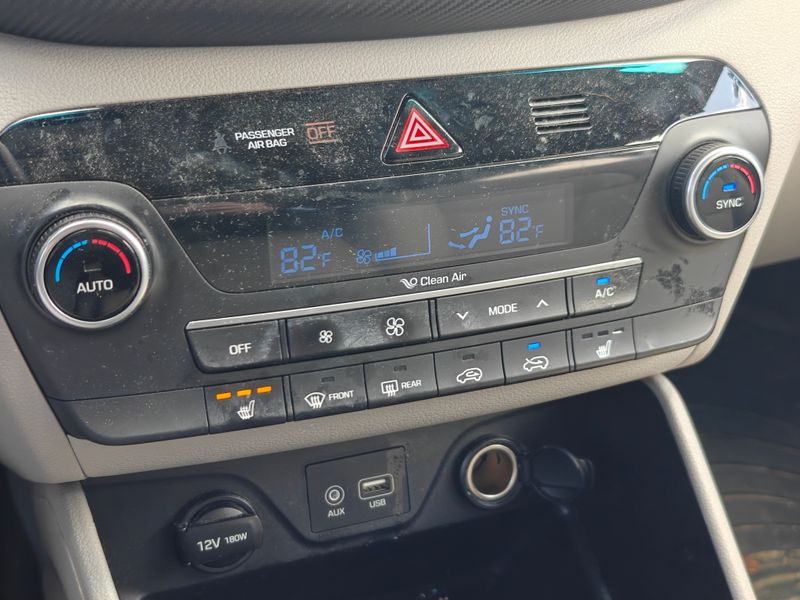 PASSENGER
AIR BAG
OFF
A/C
SYNC
82°F
82°F
Clean Air
SYNC
AUTO
OFF
MODE
A/C
FRONT
REAR
12V 180W
AUX
USB